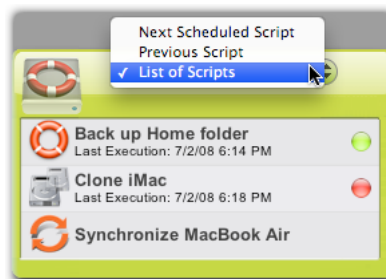 Next Scheduled Script
Previous Script
✓ List of Scripts
Back up Home folder
Last Execution: 7/2/08 6:14 PM
Clone iMac
Last Execution: 7/2/08 6:18 PM
Synchronize MacBook Air